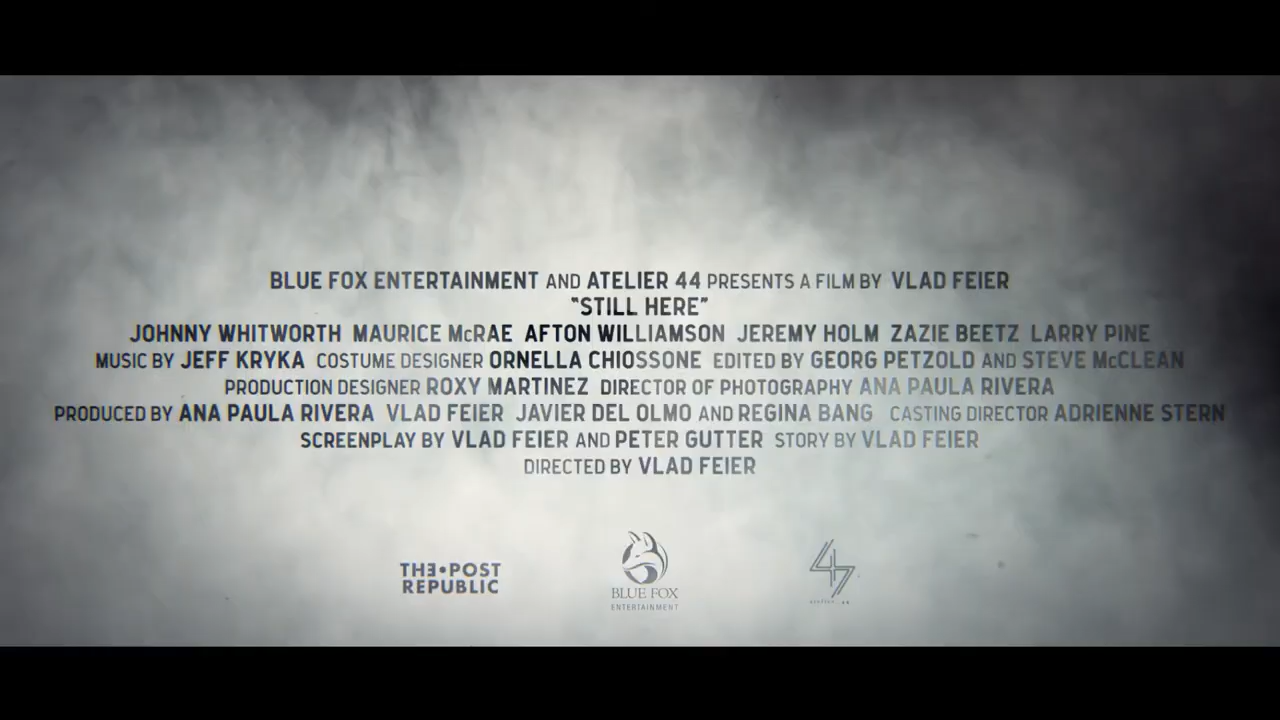 BLUE FOX ENTERTAINMENT AND ATELIER 44 PRESENTS A FILM BY VLAD FEIER
"STILL HERE"
JOHNNY WHITWORTH MAURICE McRAE AFTON WILLIAMSON JEREMY HOLM ZAZIE BEETZ LARRY PINE
MUSIC BY JEFF KRYKA COSTUME DESIGNER ORNELLA CHIOSSONE EDITED BY GEORG PETZOLD AND STEVE McCLEAN
PRODUCTION DESIGNER ROXY MARTINEZ DIRECTOR OF PHOTOGRAPHY ANA PAULA RIVERA
PRODUCED BY ANA PAULA RIVERA VLAD FEIER JAVIER DEL OLMO AND REGINA BANG CASTING DIRECTOR ADRIENNE STERN
SCREENPLAY BY VLAD FEIER AND PETER GUTTER STORY BY VLAD FEIER
DIRECTED BY VLAD FEIER
THE•POST
REPUBLIC
BLUE FOX
ENTERTAINMENT
44